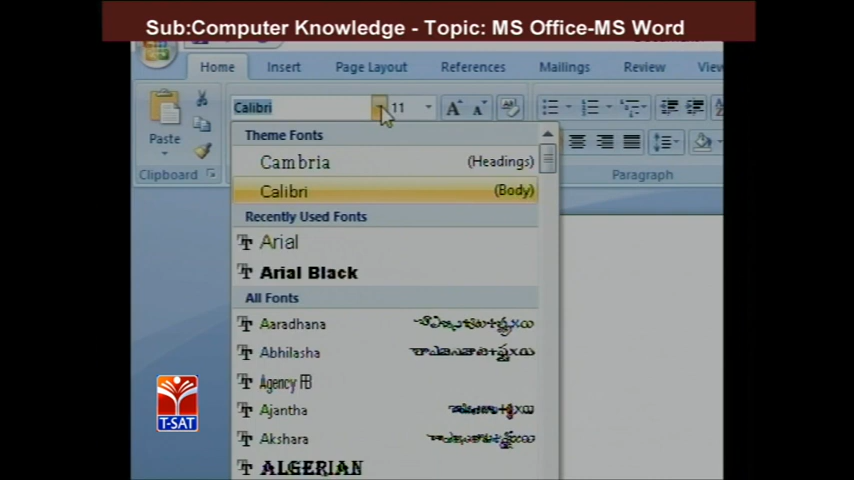 Sub:Computer Knowledge - Topic: MS Office-MS Word
Home Insert Page Layout References Mailings Review View
Calibri 11
Paste
Clipboard
Paragraph
Theme Fonts
Cambria (Headings)
Calibri (Body)
Recently Used Fonts
Arial
Arial Black
All Fonts
Aaradhana
Abhilasha
Agency FB
Ajantha
Akshara
ALGERIAN
T-SAT